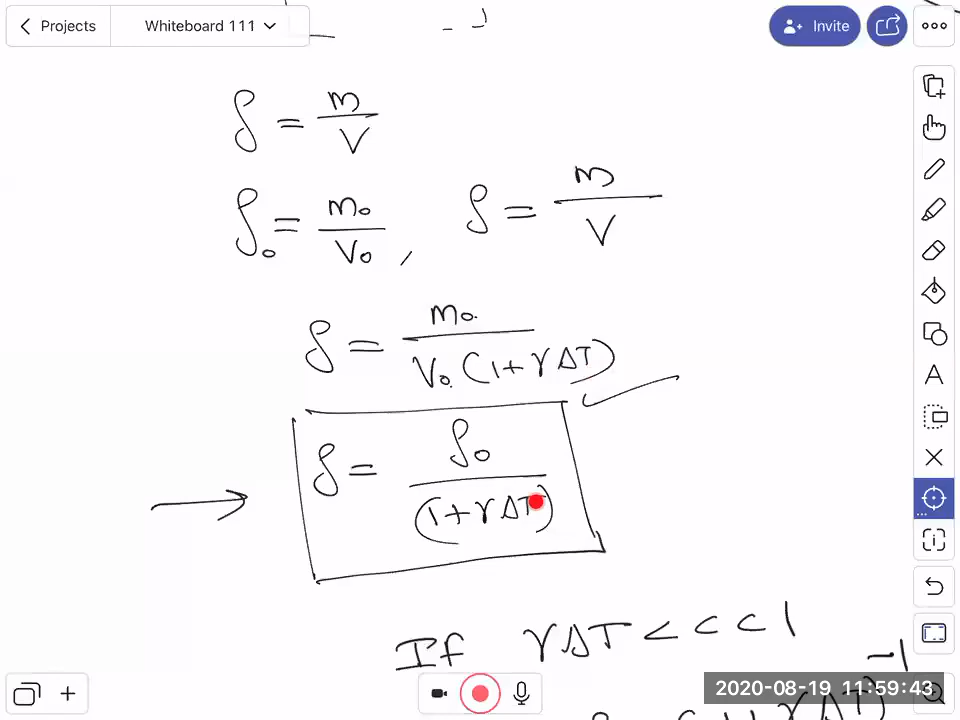 Projects
Whiteboard 111
Invite
ρ = m/V
ρ₀ = m₀/V₀ , ρ = m/V
ρ = m₀/V₀(1+γΔT)
ρ = ρ₀/(1+γΔT)
If γΔT <<< 1
A
2020-08-19 11:59:43